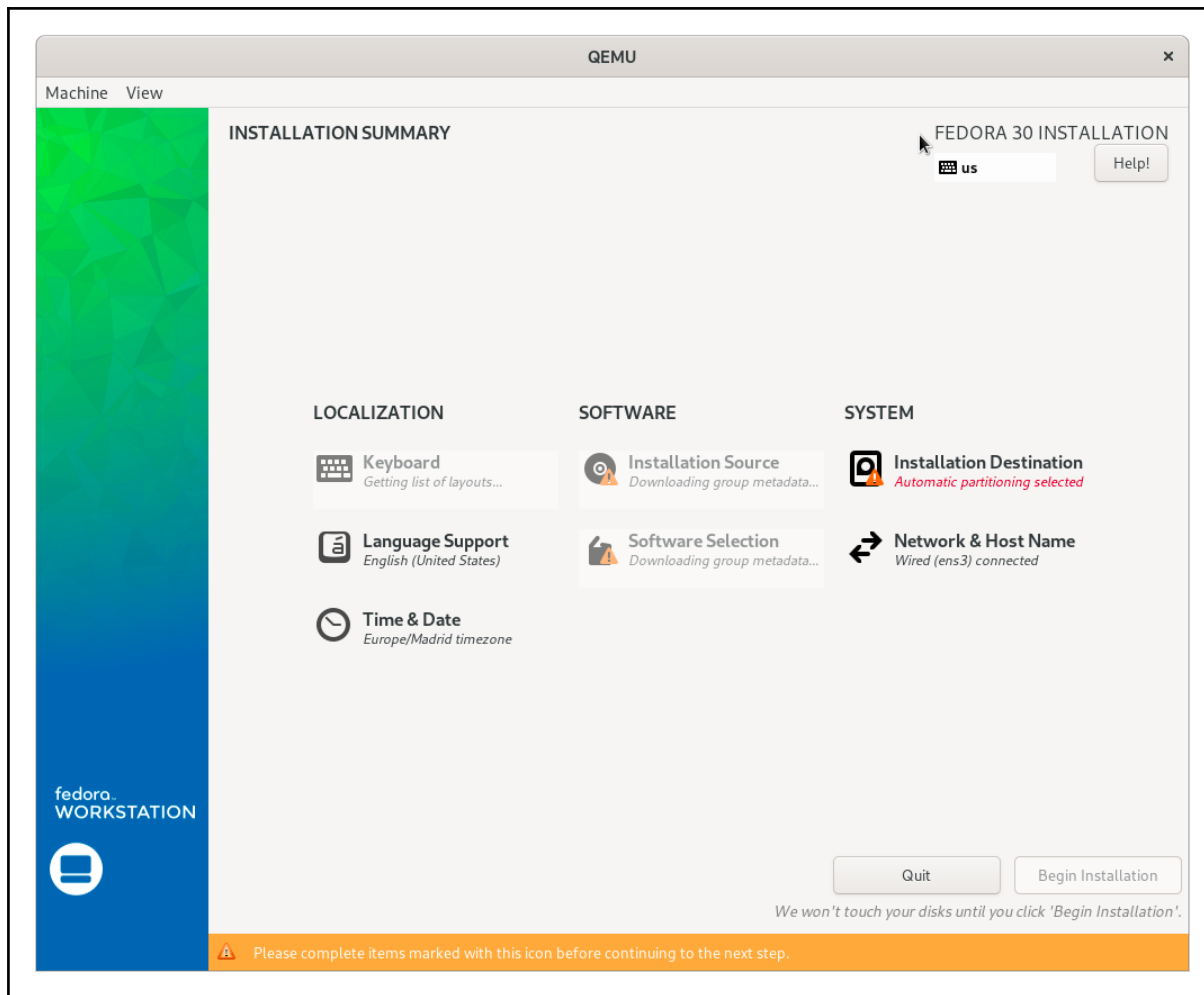 QEMU
Machine View
INSTALLATION SUMMARY
FEDORA 30 INSTALLATION
us
Help!
LOCALIZATION
SOFTWARE
SYSTEM
Keyboard
Getting list of layouts...
Installation Source
Downloading group metadata...
Installation Destination
Automatic partitioning selected
Language Support
English (United States)
Software Selection
Downloading group metadata...
Network & Host Name
Wired (ens3) connected
Time & Date
Europe/Madrid timezone
fedora™
WORKSTATION
Quit
Begin Installation
We won't touch your disks until you click 'Begin Installation'.
Please complete items marked with this icon before continuing to the next step.